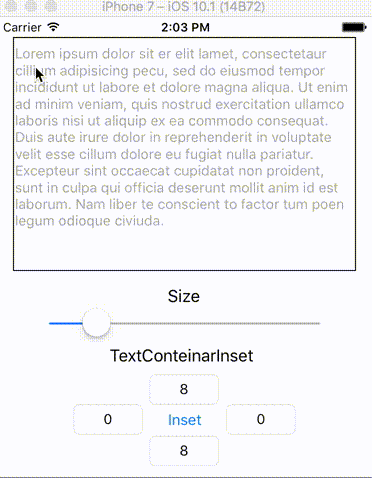 iPhone 7 – iOS 10.1 (14B72)
Carrier 2:03 PM
Lorem ipsum dolor sit er elit lamet, consectetaur
cillium adipisicing pecu, sed do eiusmod tempor
incididunt ut labore et dolore magna aliqua. Ut enim
ad minim veniam, quis nostrud exercitation ullamco
laboris nisi ut aliquip ex ea commodo consequat.
Duis aute irure dolor in reprehenderit in voluptate
velit esse cillum dolore eu fugiat nulla pariatur.
Excepteur sint occaecat cupidatat non proident,
sunt in culpa qui officia deserunt mollit anim id est
laborum. Nam liber te conscient to factor tum poen
legum odioque civiuda.
Size
TextConteinarInset
8
0 Inset 0
8